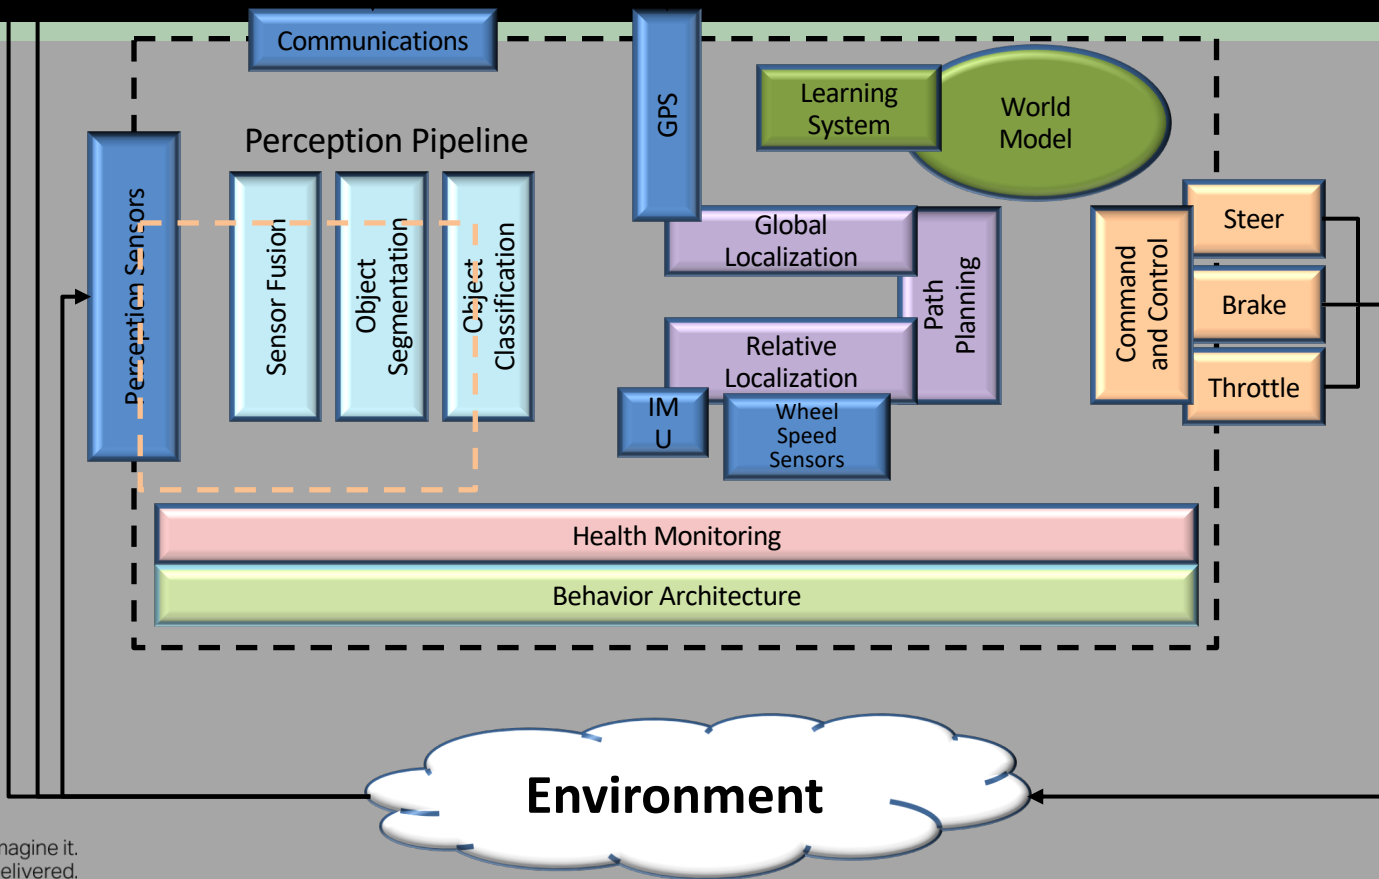 Communications
GPS
Learning
System
World
Model
Perception Pipeline
Perception Sensors
Sensor Fusion
Object
Segmentation
Object
Classification
Global
Localization
Path
Planning
Relative
Localization
IM
U
Wheel
Speed
Sensors
Command
and Control
Steer
Brake
Throttle
Health Monitoring
Behavior Architecture
Environment
magine it.
elivered.